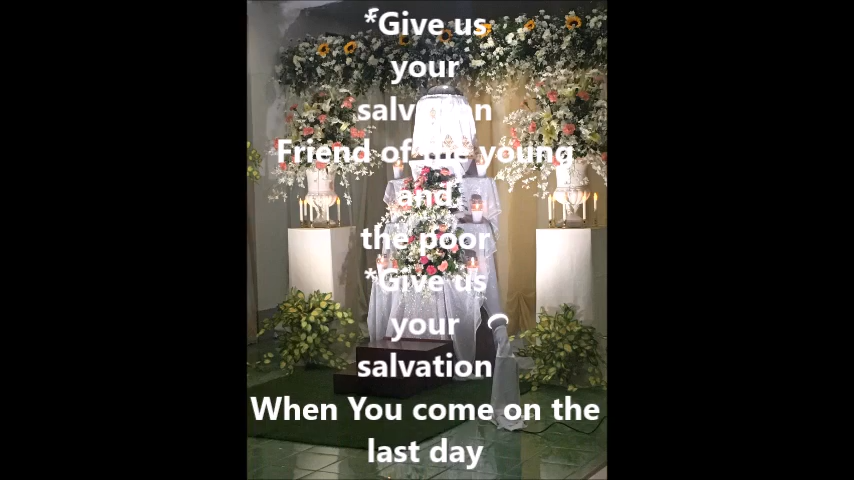 *Give us
your
salvation
Friend of the young
and
the poor
*Give us
your
salvation
When You come on the
last day